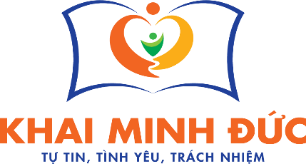 KHAI MINH ĐỨC
TỰ TIN, TÌNH YÊU, TRÁCH NHIỆM